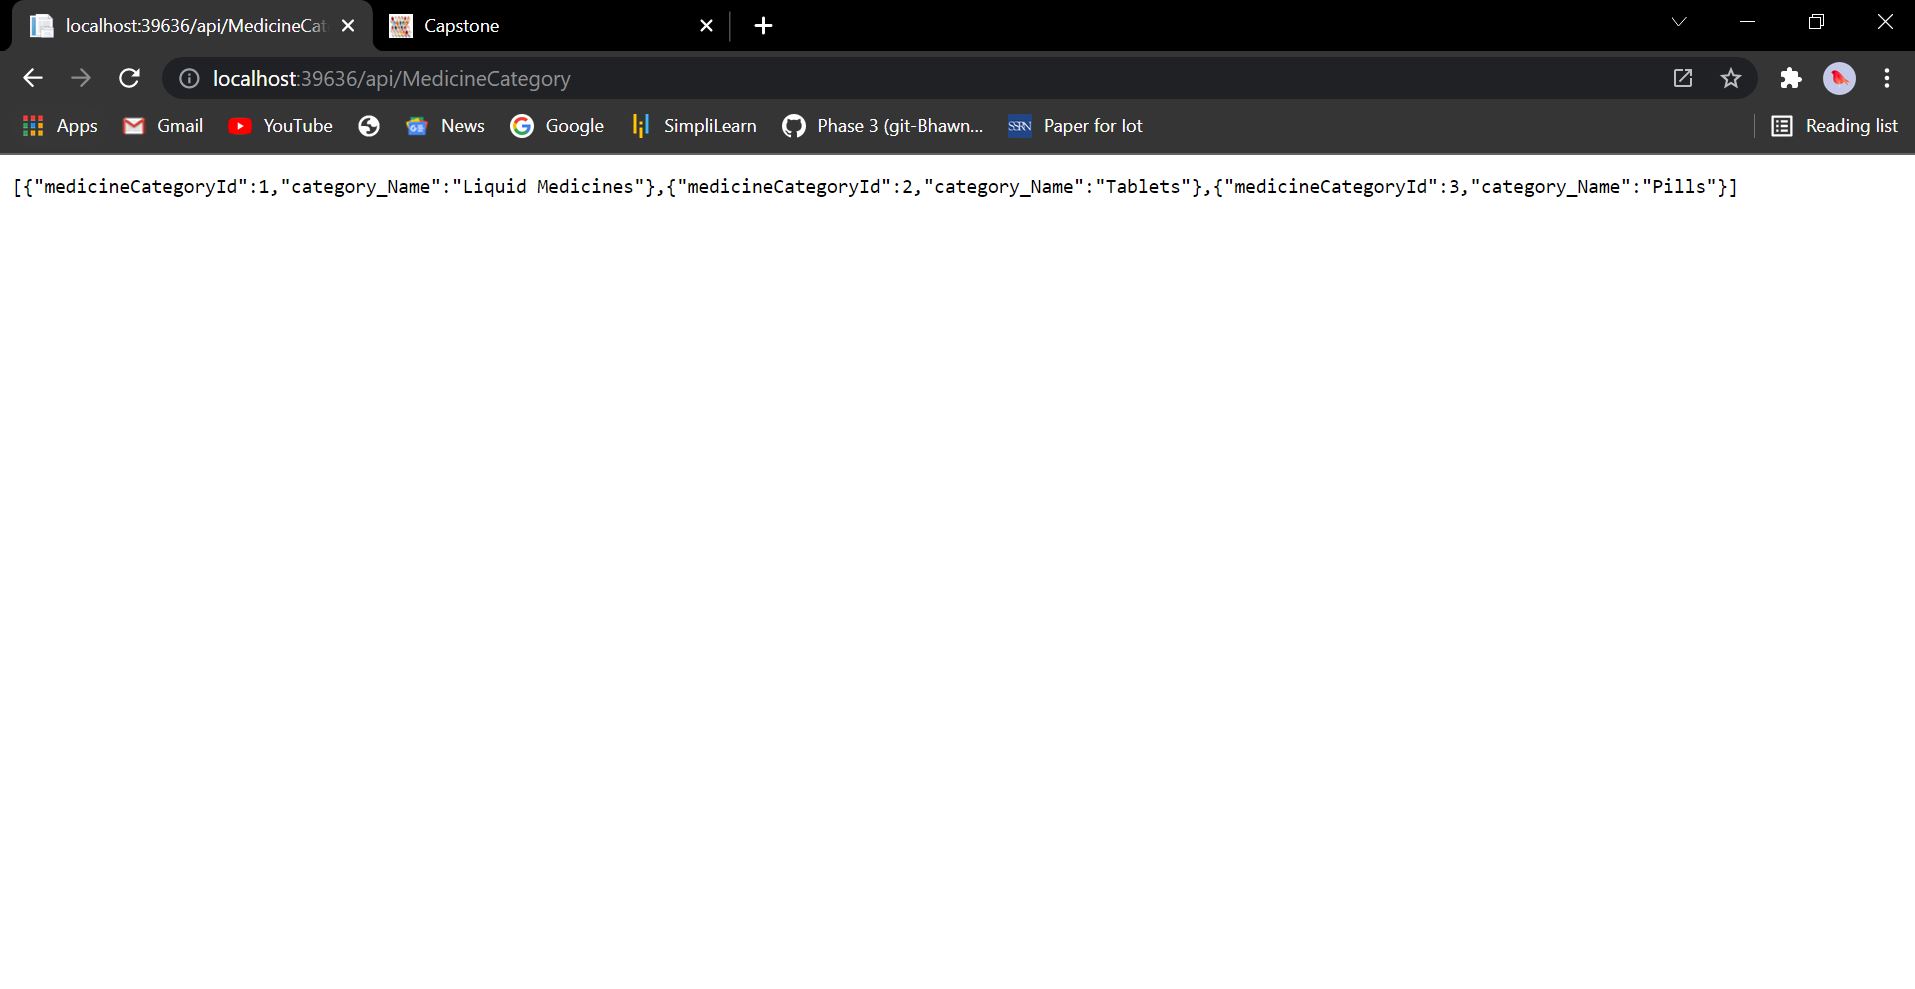 localhost:39636/api/MedicineCat
Capstone
localhost:39636/api/MedicineCategory
Apps Gmail YouTube News Google SimpliLearn Phase 3 (git-Bhawn... SSRN Paper for Iot Reading list
[{"medicineCategoryId":1,"category_Name":"Liquid Medicines"},{"medicineCategoryId":2,"category_Name":"Tablets"},{"medicineCategoryId":3,"category_Name":"Pills"}]